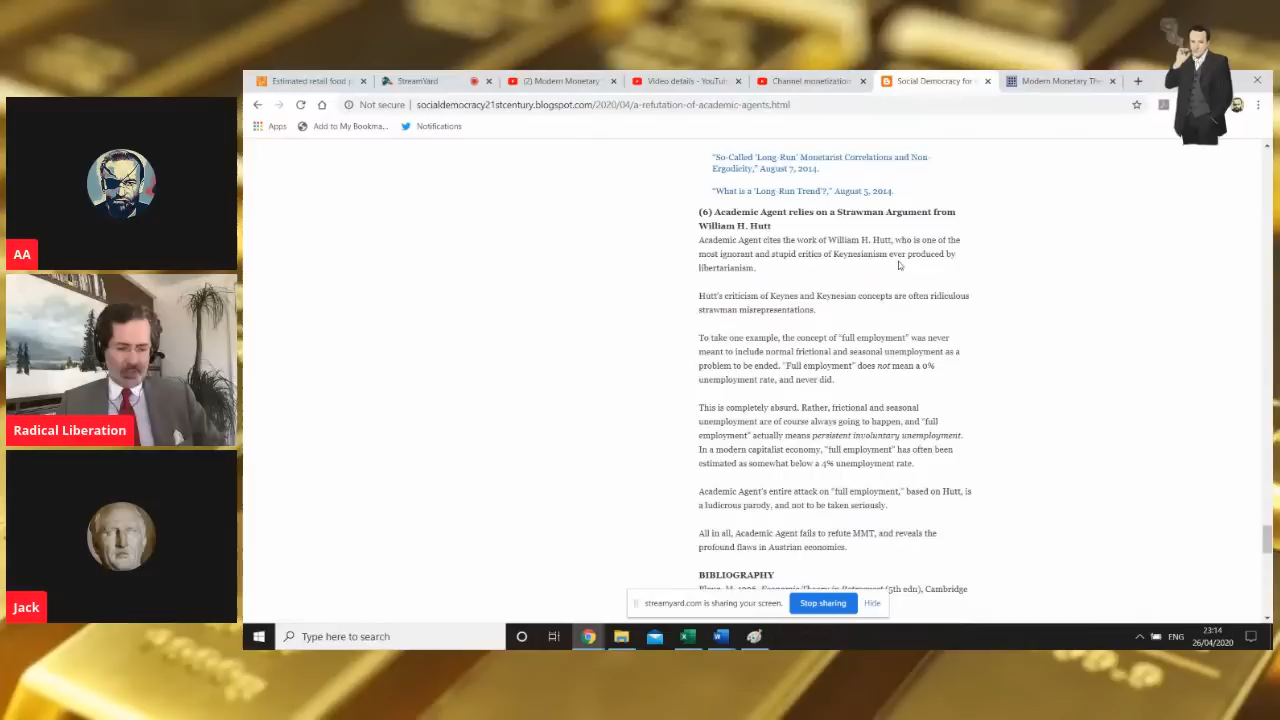 Estimated retail food p
StreamYard
(2) Modern Monetary
Video details - YouTub
Channel monetization
Social Democracy for
Modern Monetary The
Not secure
socialdemocracy21stcentury.blogspot.com/2020/04/a-refutation-of-academic-agents.html
Apps
Add to My Bookma...
Notifications
"So-Called 'Long-Run' Monetarist Correlations and Non-
Ergodicity," August 7, 2014.
"What is a 'Long-Run Trend'?," August 5, 2014.
(6) Academic Agent relies on a Strawman Argument from
William H. Hutt
Academic Agent cites the work of William H. Hutt, who is one of the
most ignorant and stupid critics of Keynesianism ever produced by
libertarianism.
Hutt's criticism of Keynes and Keynesian concepts are often ridiculous
strawman misrepresentations.
To take one example, the concept of "full employment" was never
meant to include normal frictional and seasonal unemployment as a
problem to be ended. "Full employment" does not mean a 0%
unemployment rate, and never did.
This is completely absurd. Rather, frictional and seasonal
unemployment are of course always going to happen, and "full
employment" actually means persistent involuntary unemployment.
In a modern capitalist economy, "full employment" has often been
estimated as somewhat below a 4% unemployment rate.
Academic Agent's entire attack on "full employment," based on Hutt, is
a ludicrous parody, and not to be taken seriously.
All in all, Academic Agent fails to refute MMT, and reveals the
profound flaws in Austrian economics.
BIBLIOGRAPHY
(5th edn), Cambridge
streamyard.com is sharing your screen.
Stop sharing
Hide
Type here to search
ENG
23:14
26/04/2020
AA
Radical Liberation
Jack